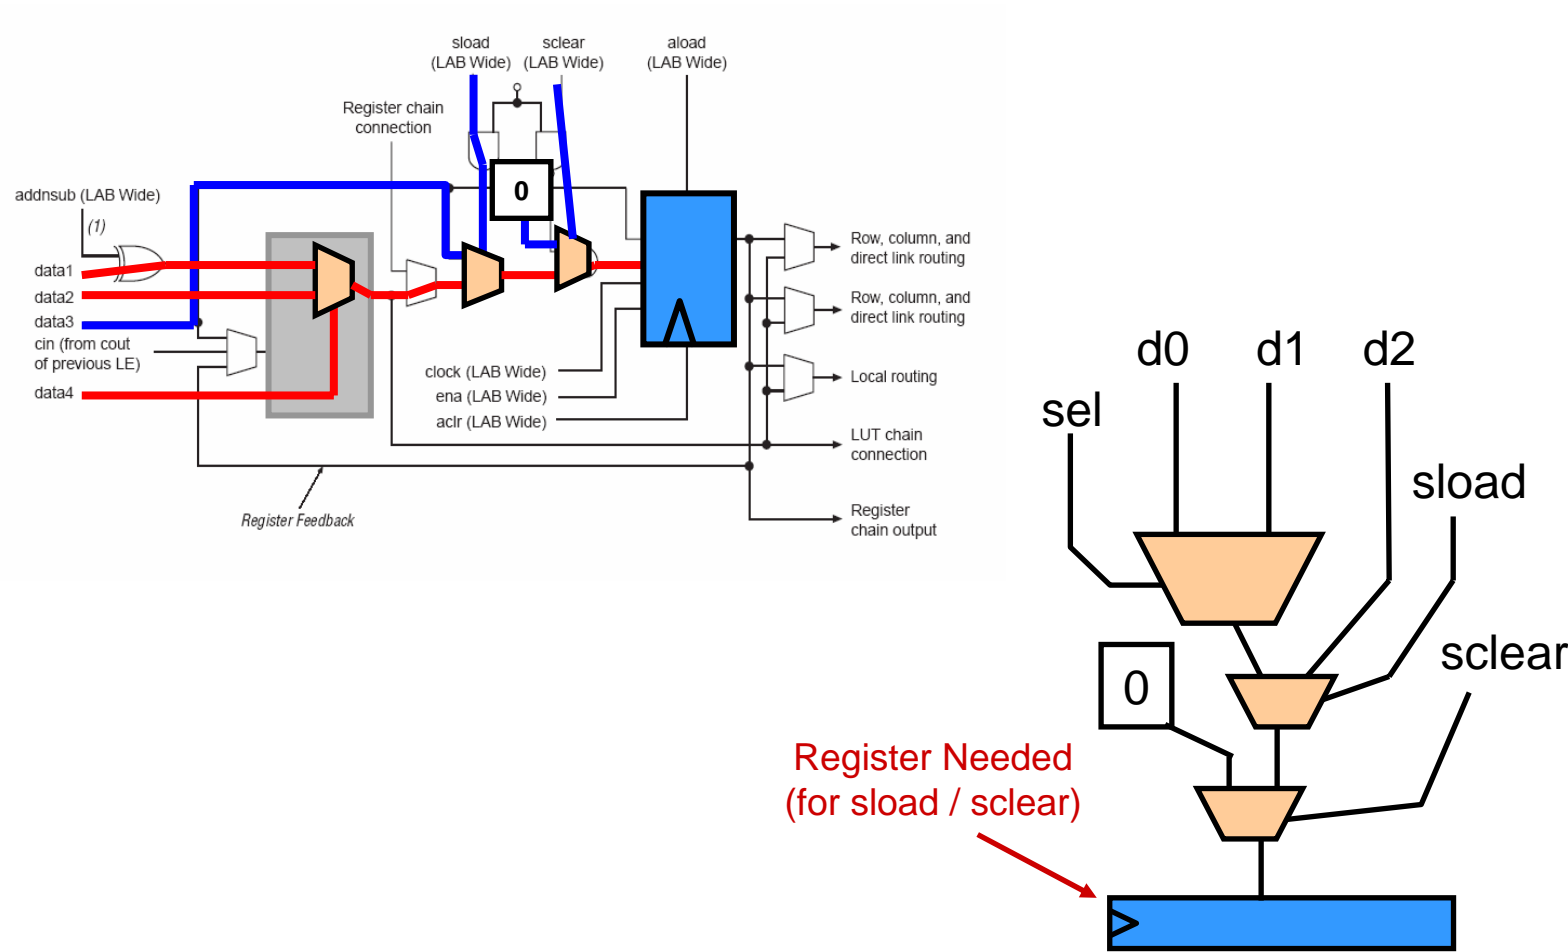 sload
(LAB Wide)
sclear
(LAB Wide)
aload
(LAB Wide)
Register chain
connection
addnsub (LAB Wide)
(1)
0
data1
data2
data3
cin (from cout
of previous LE)
data4
clock (LAB Wide)
ena (LAB Wide)
aclr (LAB Wide)
Row, column, and
direct link routing
Row, column, and
direct link routing
Local routing
LUT chain
connection
Register
chain output
Register Feedback
d0
d1
d2
sel
sload
sclear
0
Register Needed
(for sload / sclear)